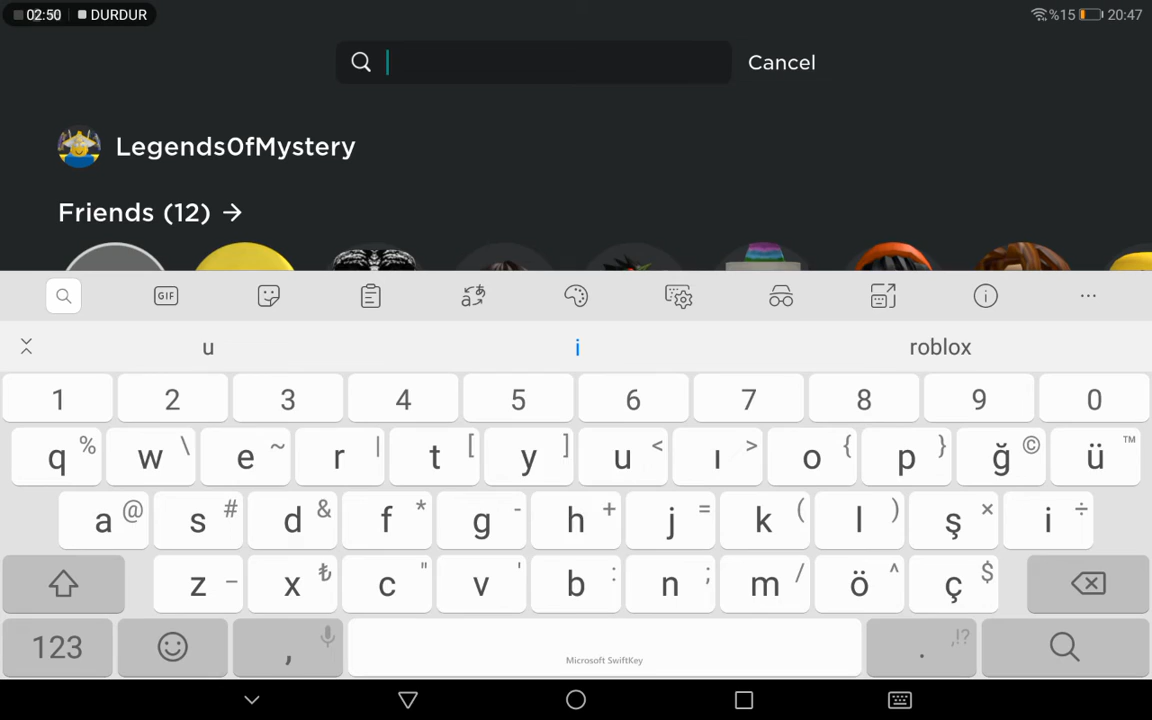 02:50 DURDUR %15 20:47
Cancel
Legends0fMystery
Friends (12) →
GIF
u i roblox
1 2 3 4 5 6 7 8 9 0
q % w \ e ~ r | t [ y ] u < ı > o { p } ğ © ü ™
a @ s # d & f * g - h + j = k ( l ) ş × i ÷
z _ x ₺ c " v ' b : n ; m / ö ^ ç $
123 , Microsoft SwiftKey . ,!?